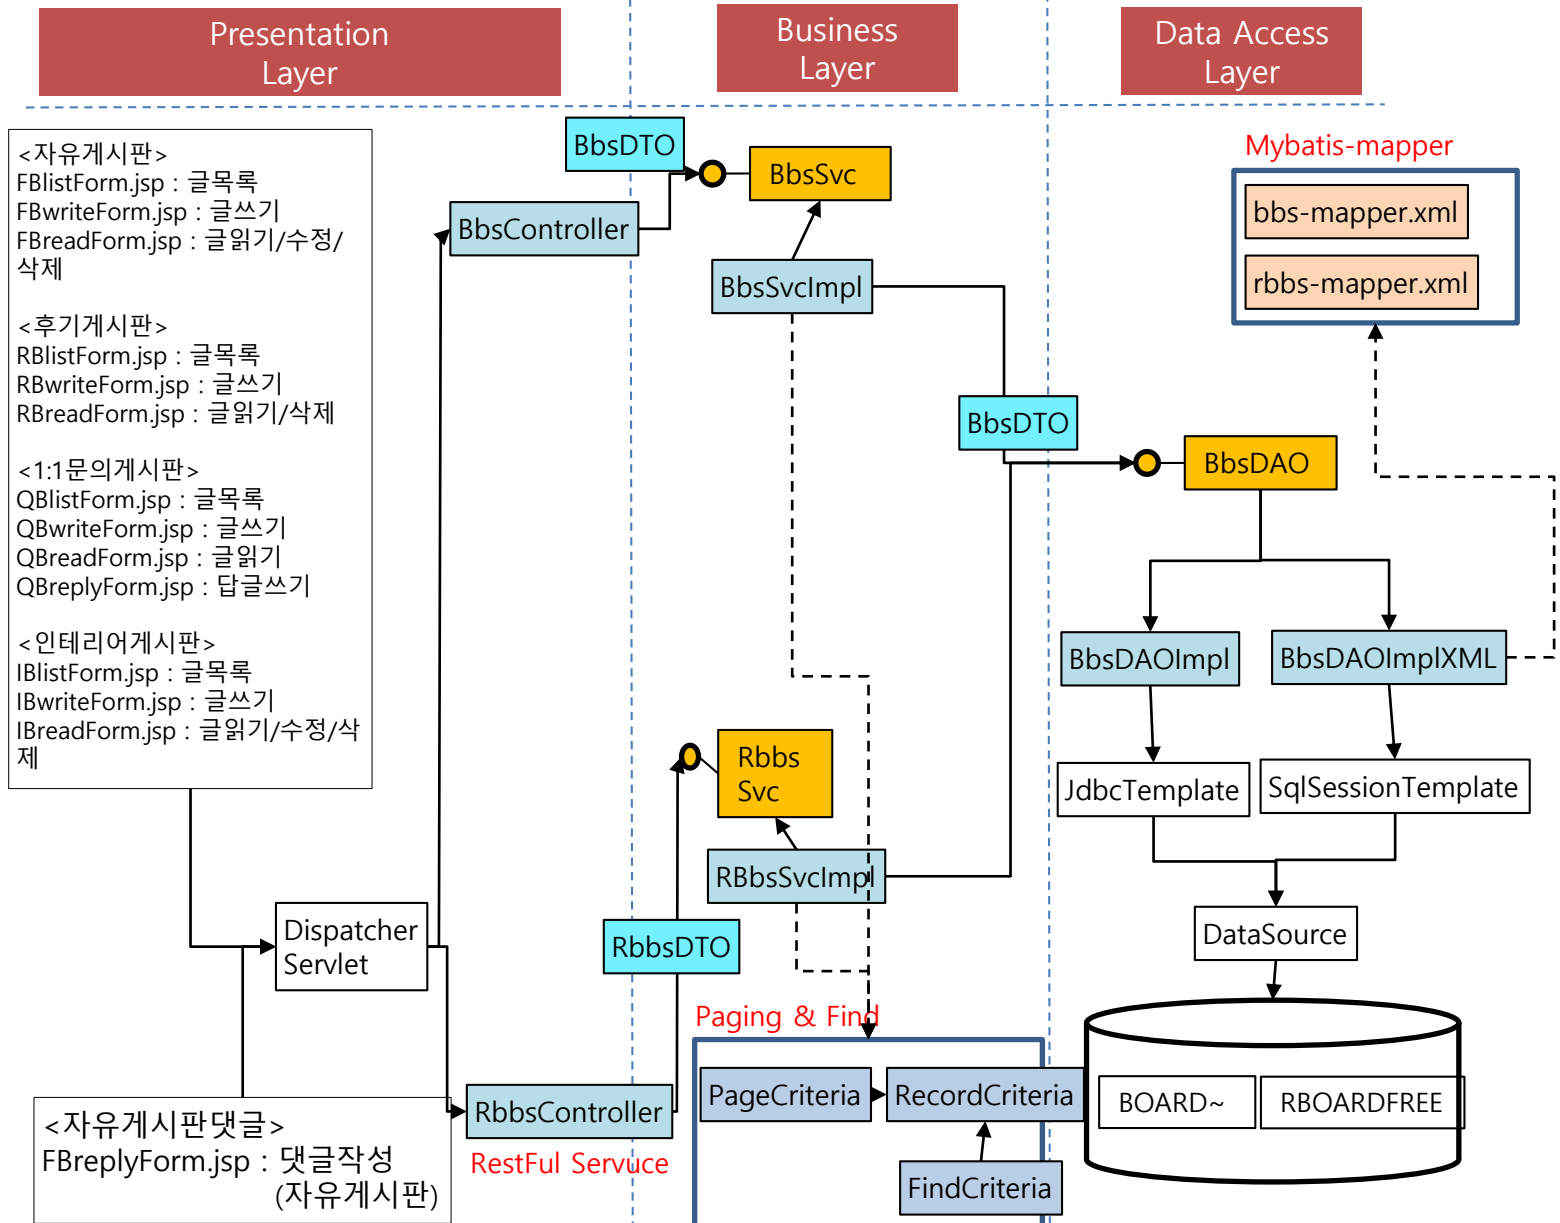 Presentation
Layer
Business
Layer
Data Access
Layer
<자유게시판>
FBlistForm.jsp : 글목록
FBwriteForm.jsp : 글쓰기
FBreadForm.jsp : 글읽기/수정/
삭제
<후기게시판>
RBlistForm.jsp : 글목록
RBwriteForm.jsp : 글쓰기
RBreadForm.jsp : 글읽기/삭제
<1:1문의게시판>
QBlistForm.jsp : 글목록
QBwriteForm.jsp : 글쓰기
QBreadForm.jsp : 글읽기
QBreplyForm.jsp : 답글쓰기
<인테리어게시판>
IBlistForm.jsp : 글목록
IBwriteForm.jsp : 글쓰기
IBreadForm.jsp : 글읽기/수정/삭
제
BbsDTO
BbsSvc
BbsController
BbsSvcImpl
Mybatis-mapper
bbs-mapper.xml
rbbs-mapper.xml
BbsDTO
BbsDAO
BbsDAOImpl
BbsDAOImplXML
Rbbs
Svc
JdbcTemplate
SqlSessionTemplate
RBbsSvcImpl
Dispatcher
Servlet
RbbsDTO
DataSource
Paging & Find
PageCriteria
RecordCriteria
FindCriteria
BOARD~
RBOARDFREE
RbbsController
RestFul Servuce
<자유게시판댓글>
FBreplyForm.jsp : 댓글작성
(자유게시판)